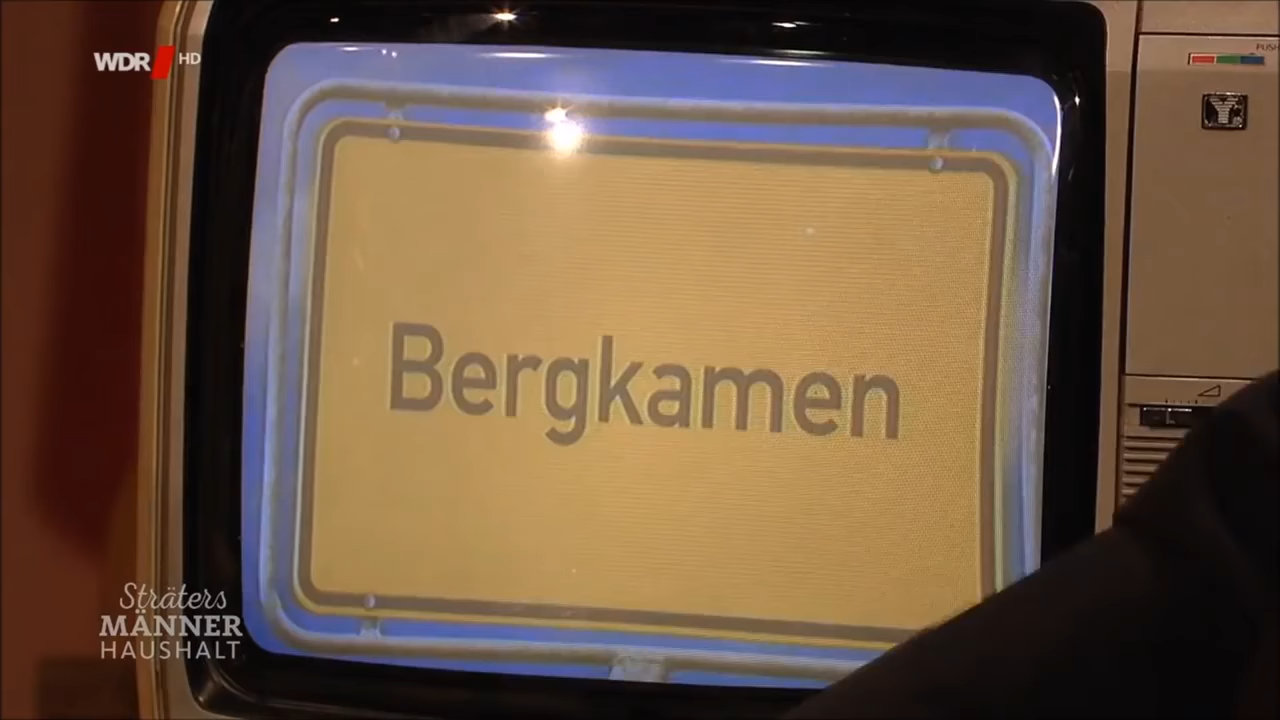 WDR HD
PUSH
Bergkamen
Sträters
MÄNNER
HAUSHALT